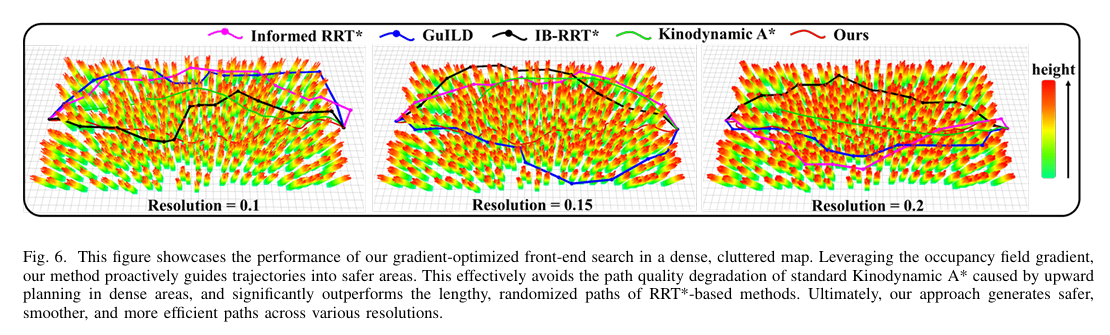 Informed RRT* GuILD IB-RRT* Kinodynamic A* Ours
height
Resolution = 0.1 Resolution = 0.15 Resolution = 0.2
Fig. 6. This figure showcases the performance of our gradient-optimized front-end search in a dense, cluttered map. Leveraging the occupancy field gradient,
our method proactively guides trajectories into safer areas. This effectively avoids the path quality degradation of standard Kinodynamic A* caused by upward
planning in dense areas, and significantly outperforms the lengthy, randomized paths of RRT*-based methods. Ultimately, our approach generates safer,
smoother, and more efficient paths across various resolutions.